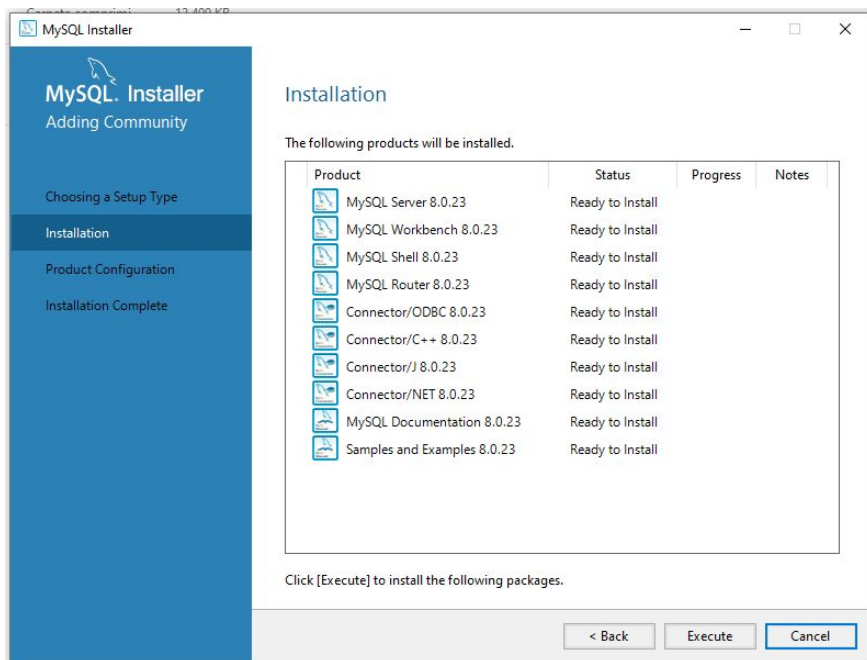 Carpeta comprimi... 12.400 KB
MySQL Installer
MySQL. Installer
Adding Community
Choosing a Setup Type
Installation
Product Configuration
Installation Complete
Installation
The following products will be installed.
Product Status Progress Notes
MySQL Server 8.0.23 Ready to Install
MySQL Workbench 8.0.23 Ready to Install
MySQL Shell 8.0.23 Ready to Install
MySQL Router 8.0.23 Ready to Install
Connector/ODBC 8.0.23 Ready to Install
Connector/C++ 8.0.23 Ready to Install
Connector/J 8.0.23 Ready to Install
Connector/NET 8.0.23 Ready to Install
MySQL Documentation 8.0.23 Ready to Install
Samples and Examples 8.0.23 Ready to Install
Click [Execute] to install the following packages.
< Back Execute Cancel